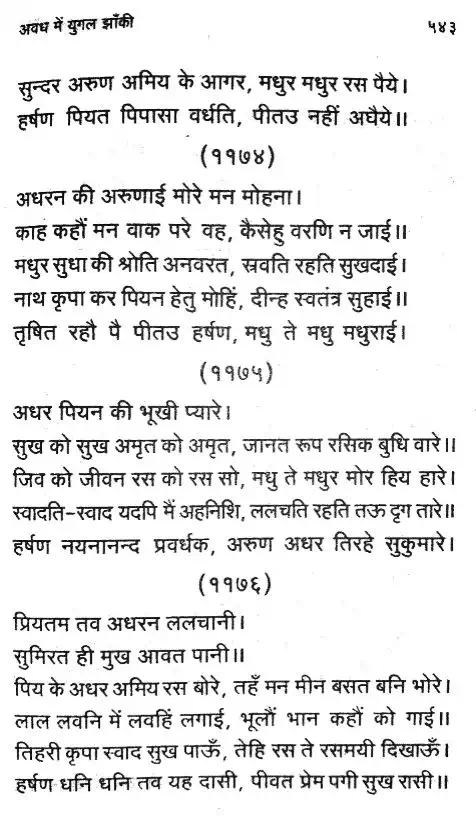 अवध में युगल झाँकी
५४३
सुन्दर अरुण अमिय के आगर, मधुर मधुर रस पैये।
हर्षण पियत पिपासा वर्धति, पीतउ नहीं अघैये॥
(११७४)
अधरन की अरुणाई मोरे मन मोहना।
काह कहौं मन वाक परे वह, कैसेहु वरणि न जाई॥
मधुर सुधा की श्रोति अनवरत, स्रवति रहति सुखदाई।
नाथ कृपा कर पियन हेतु मोहिं, दीन्ह स्वतंत्र सुहाई॥
तृषित रहौ पै पीतउ हर्षण, मधु ते मधु मधुराई।
(११७५)
अधर पियन की भूखी प्यारे।
सुख को सुख अमृत को अमृत, जानत रूप रसिक बुधि वारे॥
जिव को जीवन रस को रस सो, मधु ते मधुर मोर हिय हारे।
स्वादति-स्वाद यदपि मैं अहनिशि, ललचति रहति तऊ दृग तारे॥
हर्षण नयनानन्द प्रवर्धक, अरुण अधर तिरहे सुकुमारे।
(११७६)
प्रियतम तव अधरन ललचानी।
सुमिरत ही मुख आवत पानी॥
पिय के अधर अमिय रस बोरे, तहँ मन मीन बसत बनि भोरे।
लाल लवनि में लवहिं लगाई, भूलौं भान कहौं को गाई॥
तिहरी कृपा स्वाद सुख पाऊँ, तेहि रस ते रसमयी दिखाऊँ।
हर्षण धनि धनि तव यह दासी, पीवत प्रेम पगी सुख रासी॥